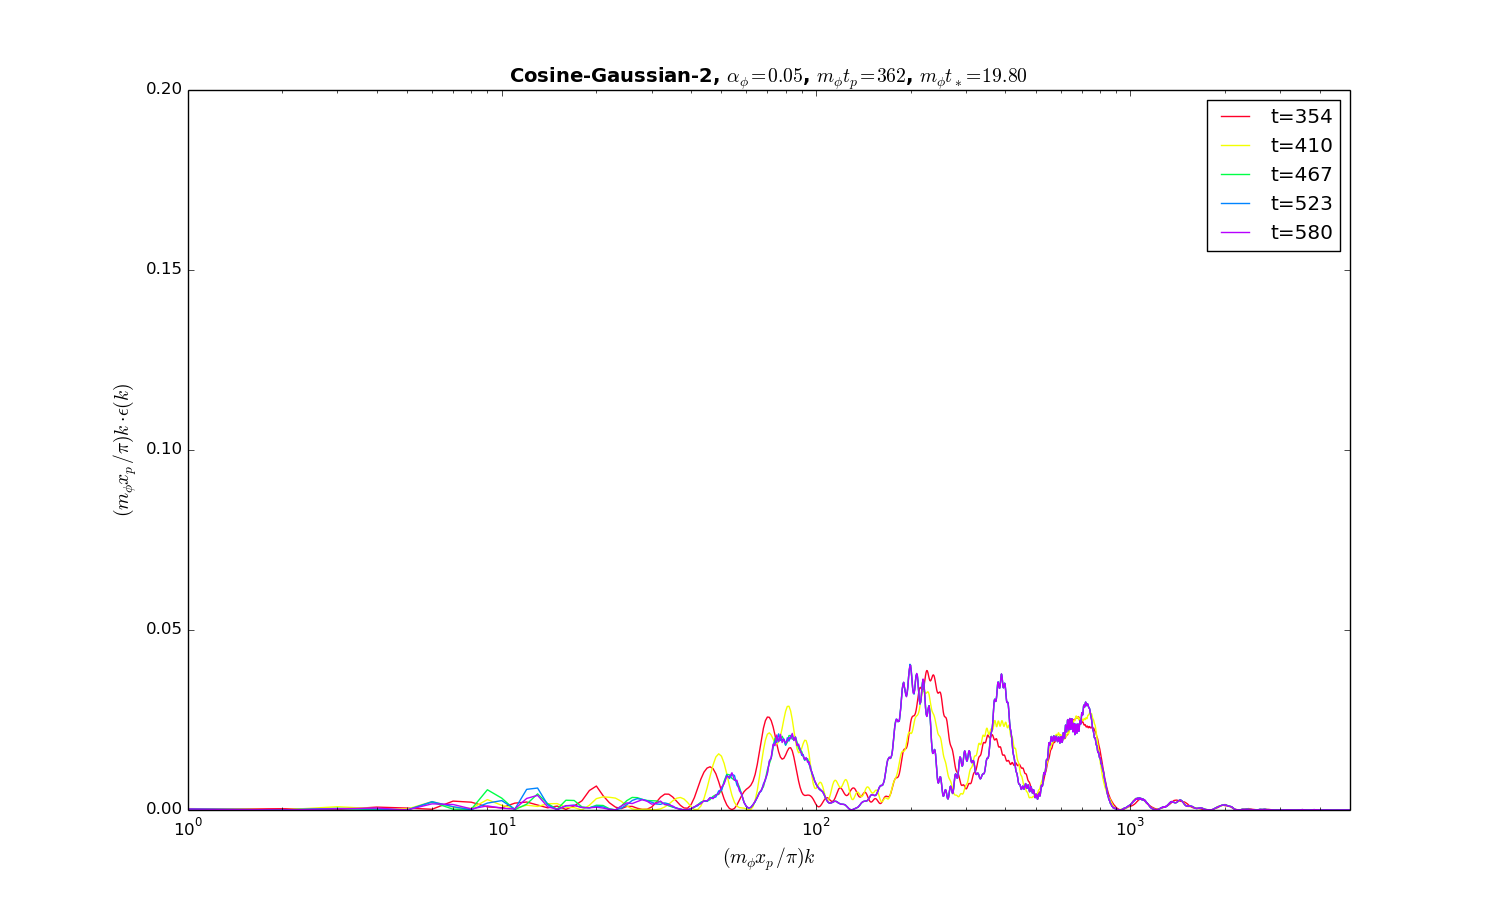 Cosine-Gaussian-2, α_ϕ=0.05, m_ϕt_p=362, m_ϕt_*=19.80
0.20
0.15
0.10
0.05
0.00
(m_ϕx_p/π)k·ϵ(k)
t=354
t=410
t=467
t=523
t=580
10^0 10^1 10^2 10^3
(m_ϕx_p/π)k